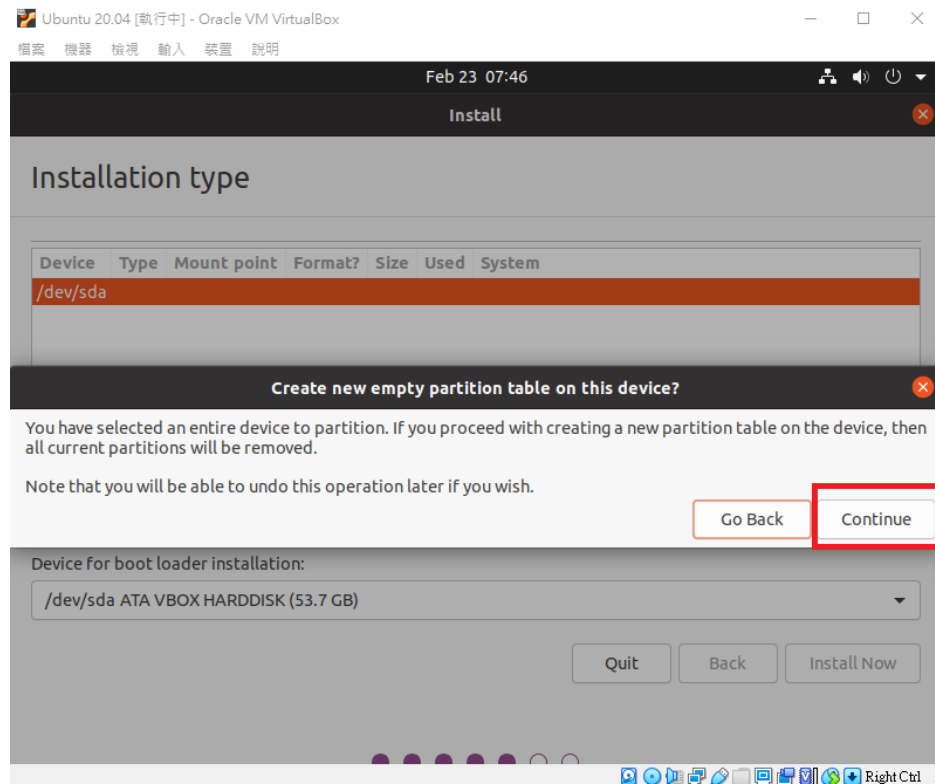 Ubuntu 20.04 [執行中] - Oracle VM VirtualBox
檔案 機器 檢視 輸入 裝置 說明
Feb 23 07:46
Install
Installation type
Device Type Mount point Format? Size Used System
/dev/sda
Create new empty partition table on this device?
You have selected an entire device to partition. If you proceed with creating a new partition table on the device, then
all current partitions will be removed.
Note that you will be able to undo this operation later if you wish.
Go Back Continue
Device for boot loader installation:
/dev/sda ATA VBOX HARDDISK (53.7 GB)
Quit Back Install Now
Right Ctrl